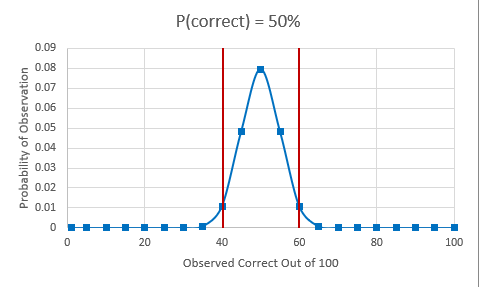 P(correct) = 50%
0.09
0.08
0.07
0.06
0.05
0.04
0.03
0.02
0.01
0
Probability of Observation
0 20 40 60 80 100
Observed Correct Out of 100